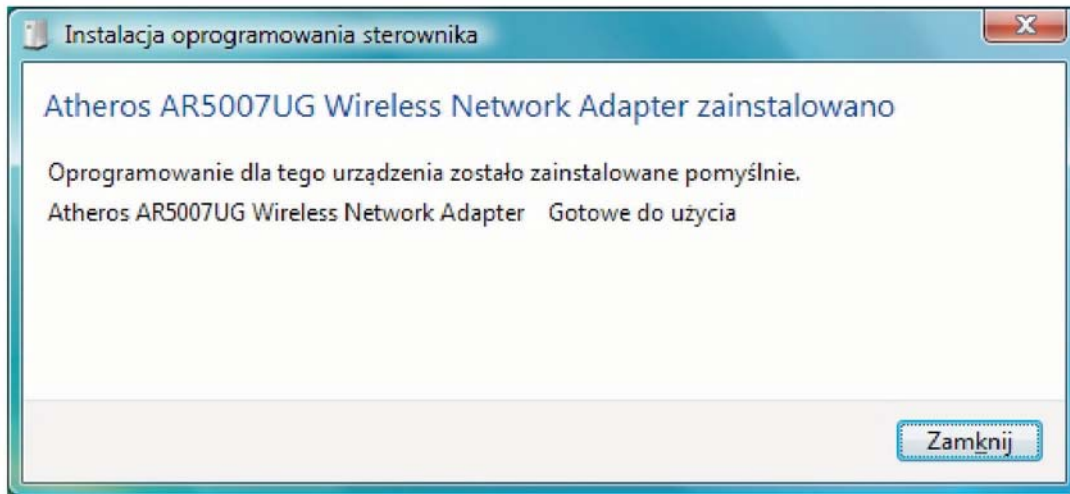 Instalacja oprogramowania sterownika
Atheros AR5007UG Wireless Network Adapter zainstalowano
Oprogramowanie dla tego urządzenia zostało zainstalowane pomyślnie.
Atheros AR5007UG Wireless Network Adapter Gotowe do użycia
Zamknij